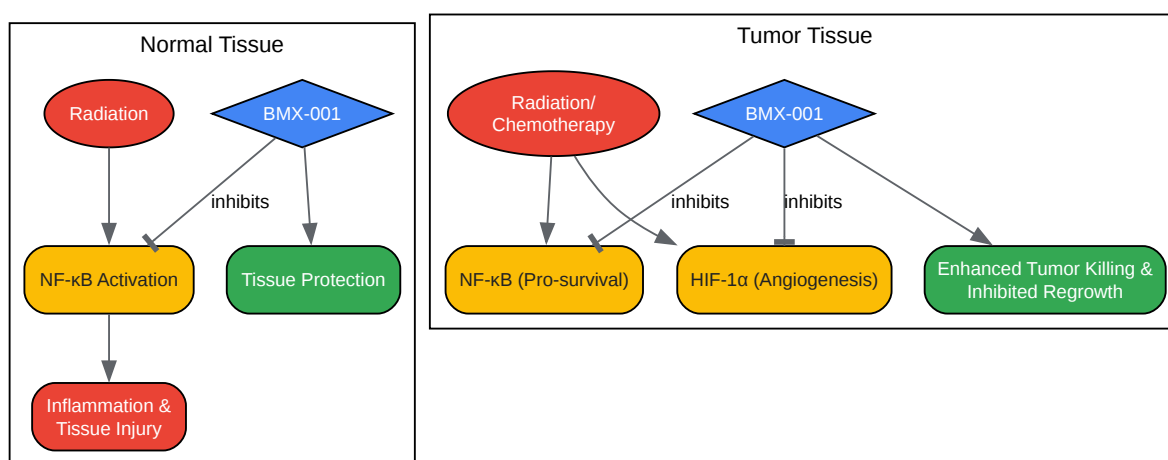 Normal Tissue
Radiation
BMX-001
inhibits
NF-κB Activation
Tissue Protection
Inflammation &
Tissue Injury
Tumor Tissue
Radiation/
Chemotherapy
BMX-001
inhibits
inhibits
NF-κB (Pro-survival)
HIF-1α (Angiogenesis)
Enhanced Tumor Killing &
Inhibited Regrowth